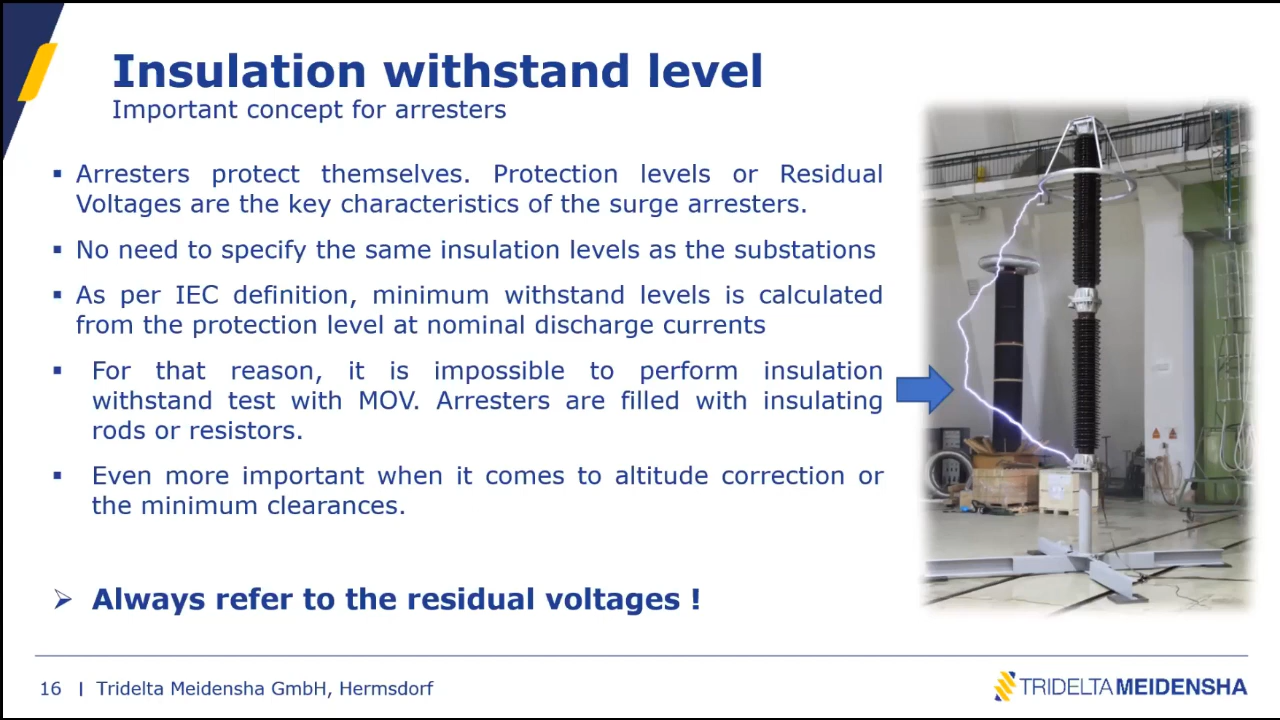 Insulation withstand level
Important concept for arresters
▪ Arresters protect themselves. Protection levels or Residual
Voltages are the key characteristics of the surge arresters.
▪ No need to specify the same insulation levels as the substations
▪ As per IEC definition, minimum withstand levels is calculated
from the protection level at nominal discharge currents
▪ For that reason, it is impossible to perform insulation
withstand test with MOV. Arresters are filled with insulating
rods or resistors.
▪ Even more important when it comes to altitude correction or
the minimum clearances.
➢ Always refer to the residual voltages !
16 | Tridelta Meidensha GmbH, Hermsdorf
TRIDELTAMEIDENSHA